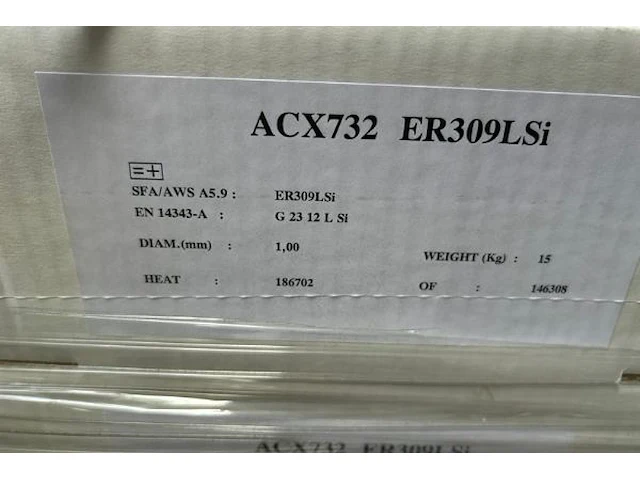 ACX732 ER309LSi
=+
SFA/AWS A5.9 : ER309LSi
EN 14343-A : G 23 12 L Si
DIAM.(mm) : 1,00 WEIGHT (Kg) : 15
HEAT : 186702 OF : 146308
ACX732 ER309LSi